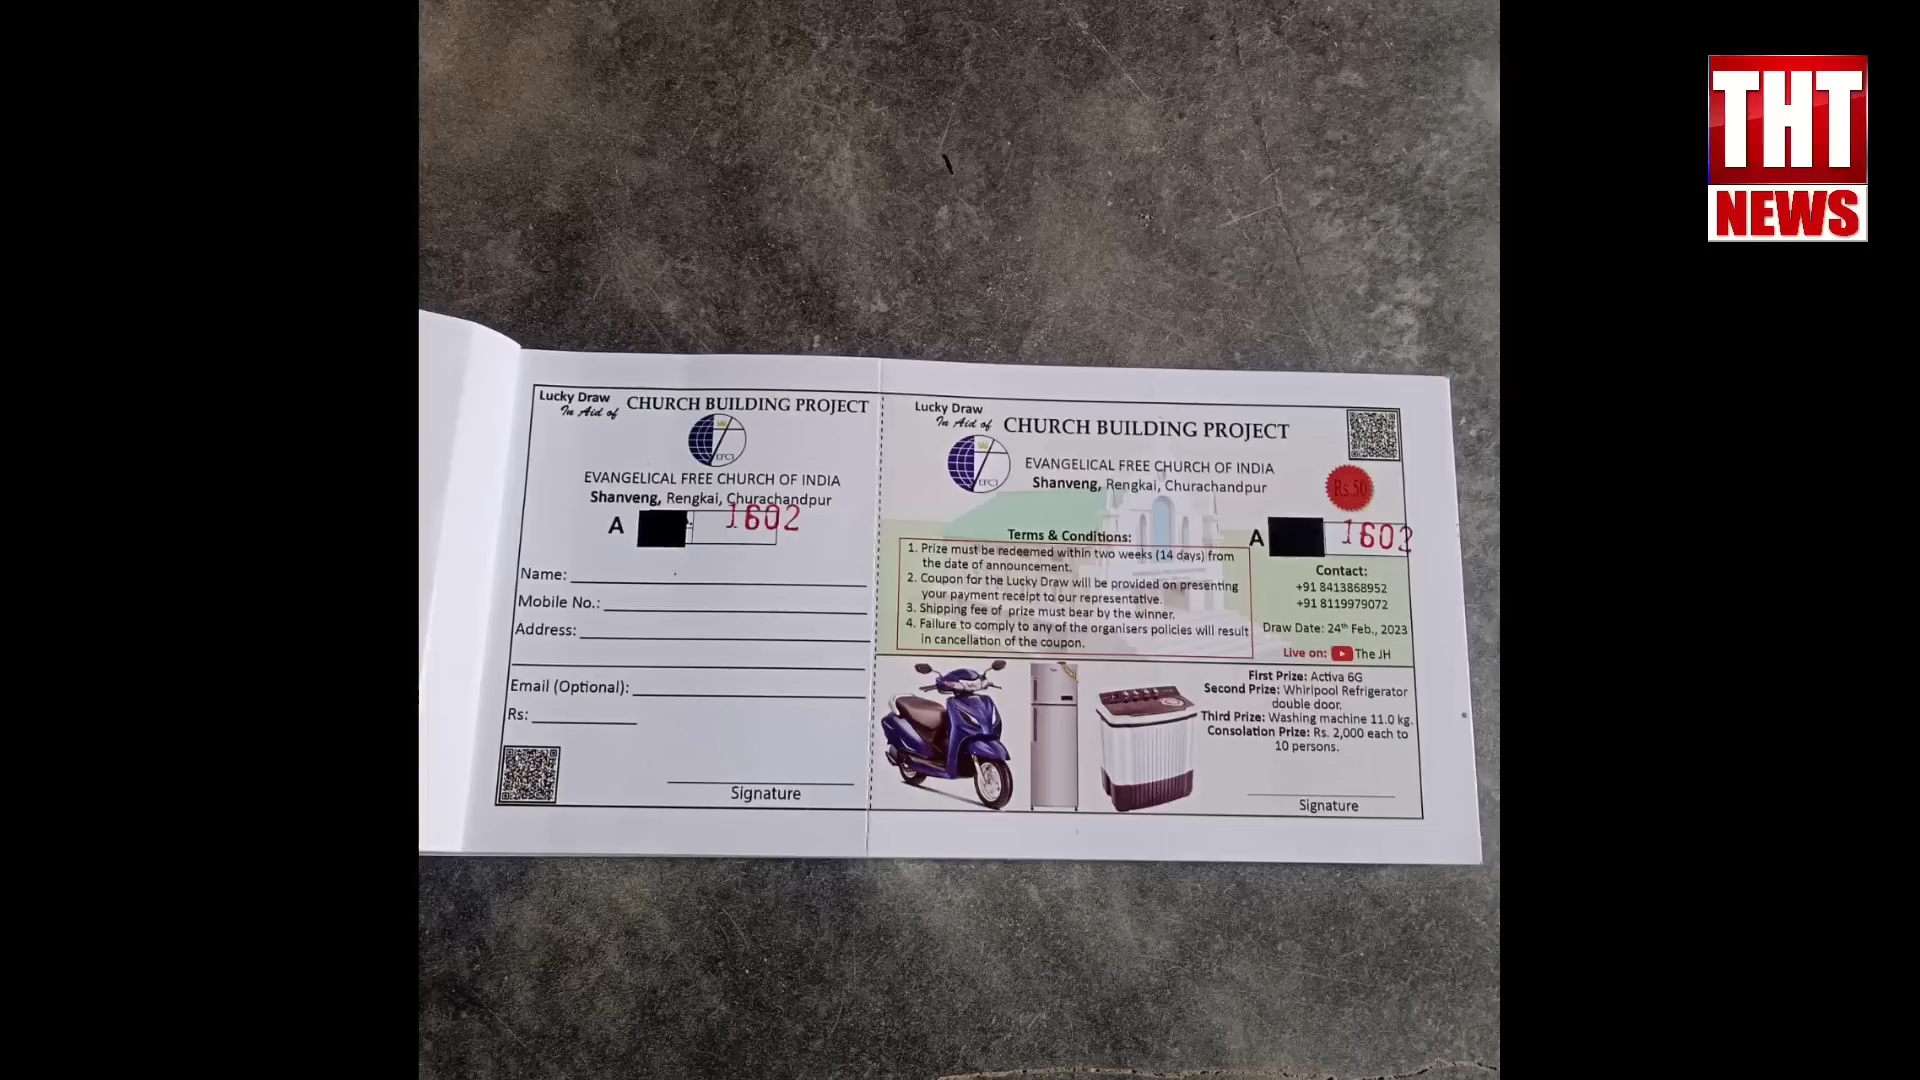 THT
NEWS
Lucky Draw
In Aid of
CHURCH BUILDING PROJECT
EFCI
EVANGELICAL FREE CHURCH OF INDIA
Shanveng, Rengkai, Churachandpur
A 1602
Name:
Mobile No.:
Address:
Email (Optional):
Rs:
Signature
Lucky Draw
In Aid of
CHURCH BUILDING PROJECT
EFCI
EVANGELICAL FREE CHURCH OF INDIA
Shanveng, Rengkai, Churachandpur
Rs.50
A 1602
Terms & Conditions:
1. Prize must be redeemed within two weeks (14 days) from
the date of announcement.
2. Coupon for the Lucky Draw will be provided on presenting
your payment receipt to our representative.
3. Shipping fee of prize must bear by the winner.
4. Failure to comply to any of the organisers policies will result
in cancellation of the coupon.
Contact:
+91 8413868952
+91 8119979072
Draw Date: 24th Feb., 2023
Live on: The JH
First Prize: Activa 6G
Second Prize: Whirlpool Refrigerator
double door.
Third Prize: Washing machine 11.0 kg.
Consolation Prize: Rs. 2,000 each to
10 persons.
Signature